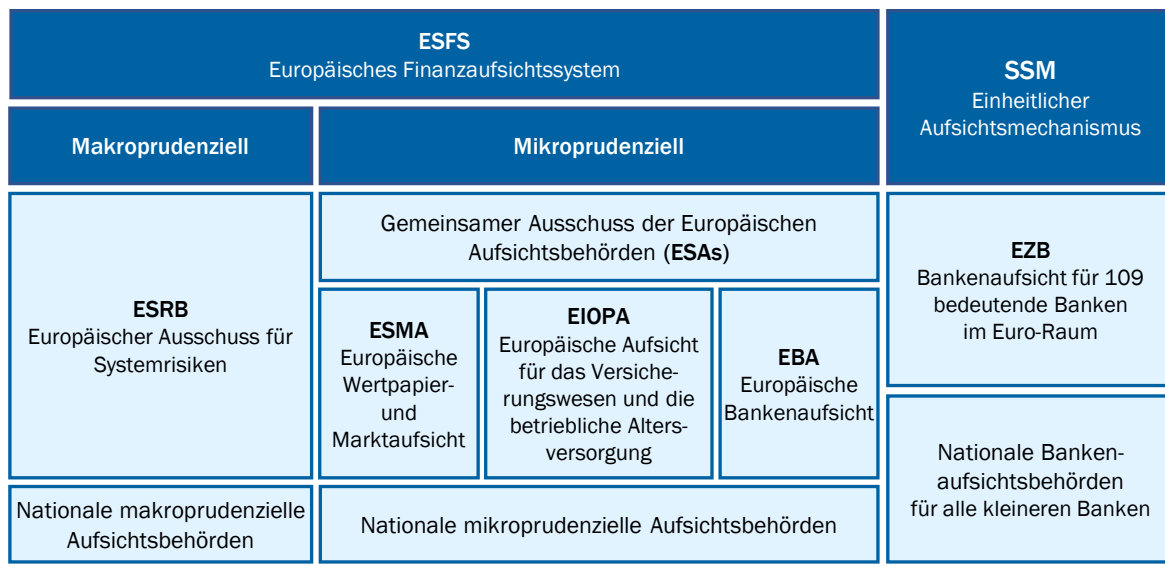 ESFS
Europäisches Finanzaufsichtssystem
SSM
Einheitlicher
Aufsichtsmechanismus
Makroprudenziell
Mikroprudenziell
Gemeinsamer Ausschuss der Europäischen
Aufsichtsbehörden (ESAs)
ESRB
Europäischer Ausschuss für
Systemrisiken
ESMA
Europäische
Wertpapier-
und
Marktaufsicht
EIOPA
Europäische Aufsicht
für das Versiche-
rungswesen und die
betriebliche Alters-
versorgung
EBA
Europäische
Bankenaufsicht
EZB
Bankenaufsicht für 109
bedeutende Banken
im Euro-Raum
Nationale makroprudenzielle
Aufsichtsbehörden
Nationale mikroprudenzielle Aufsichtsbehörden
Nationale Banken-
aufsichtsbehörden
für alle kleineren Banken